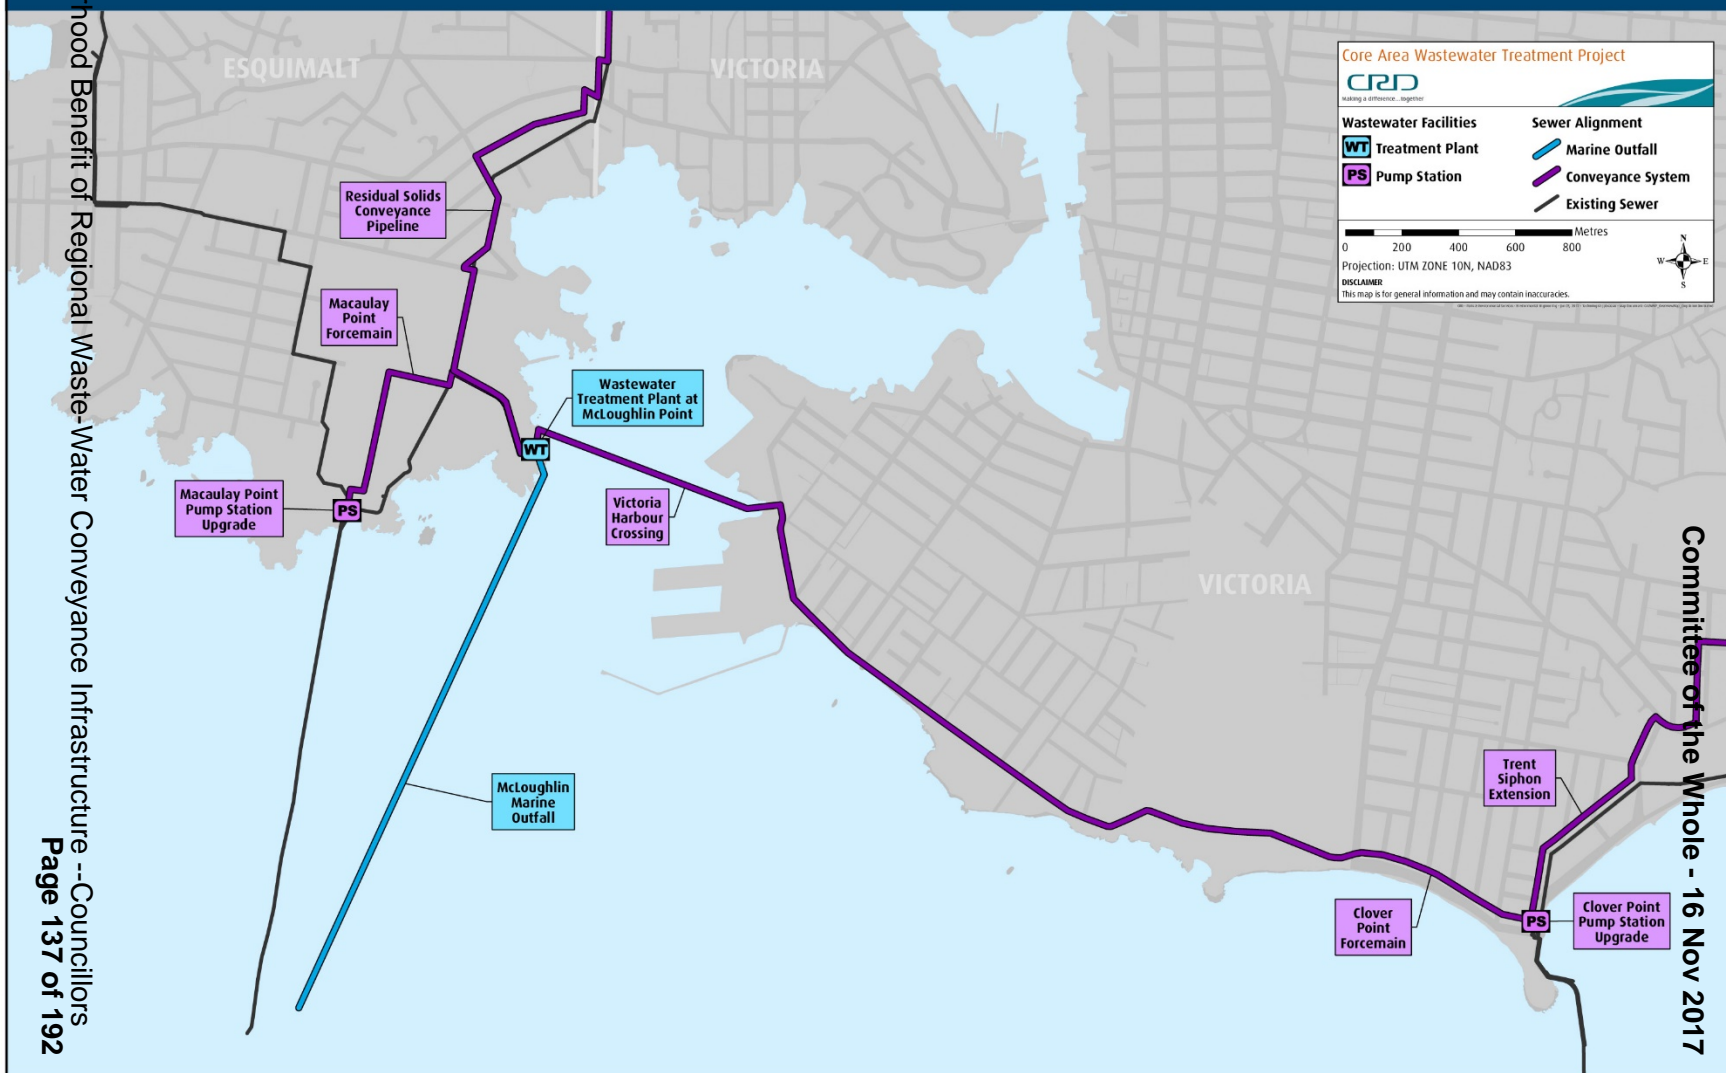 ESQUIMALT
VICTORIA
Core Area Wastewater Treatment Project
CRD
Making a difference...together
Wastewater Facilities
WT Treatment Plant
PS Pump Station
Sewer Alignment
Marine Outfall
Conveyance System
Existing Sewer
Metres
0 200 400 600 800
Projection: UTM ZONE 10N, NAD83
DISCLAIMER
This map is for general information and may contain inaccuracies.
N
W
E
S
Residual Solids
Conveyance
Pipeline
Macaulay
Point
Forcemain
Wastewater
Treatment Plant at
McLoughlin Point
WT
Macaulay Point
Pump Station
Upgrade
PS
Victoria
Harbour
Crossing
VICTORIA
McLoughlin
Marine
Outfall
Trent
Siphon
Extension
Clover
Point
Forcemain
PS
Clover Point
Pump Station
Upgrade
Committee of the Whole - 16 Nov 2017
hood Benefit of Regional Waste-Water Conveyance Infrastructure --Councillors
Page 137 of 192